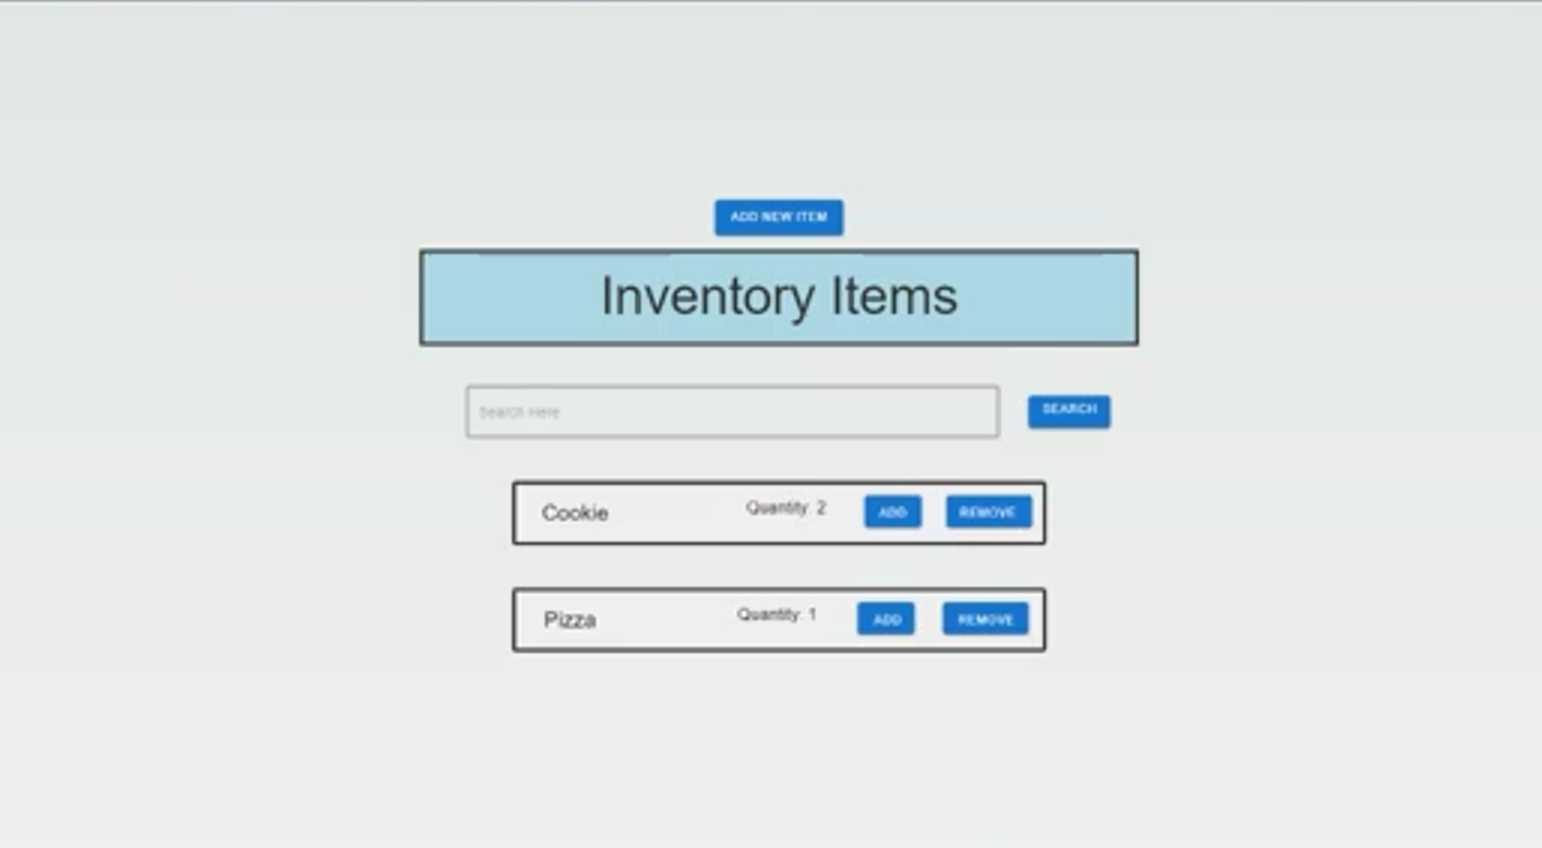 ADD NEW ITEM
Inventory Items
Search Here
SEARCH
Cookie Quantity: 2 ADD REMOVE
Pizza Quantity: 1 ADD REMOVE